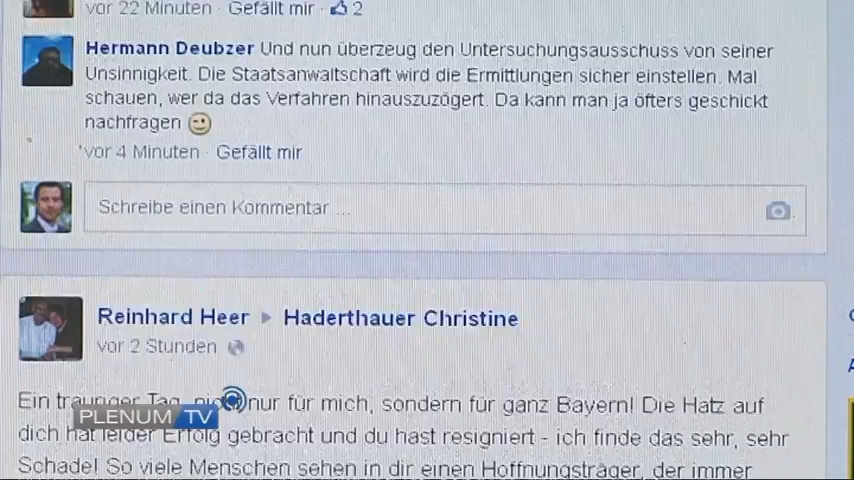 vor 22 Minuten · Gefällt mir · 2
Hermann Deubzer Und nun überzeug den Untersuchungsausschuss von seiner
Unsinnigkeit. Die Staatsanwaltschaft wird die Ermittlungen sicher einstellen. Mal
schauen, wer da das Verfahren hinauszuzögert. Da kann man ja öfters geschickt
nachfragen
vor 4 Minuten · Gefällt mir
Schreibe einen Kommentar ...
Reinhard Heer Haderthauer Christine
vor 2 Stunden
Ein trauriger Tag, nicht nur für mich, sondern für ganz Bayern! Die Hatz auf
PLENUM TV
dich hat leider Erfolg gebracht und du hast resigniert - ich finde das sehr, sehr
Schade! So viele Menschen sehen in dir einen Hoffnungsträger, der immer